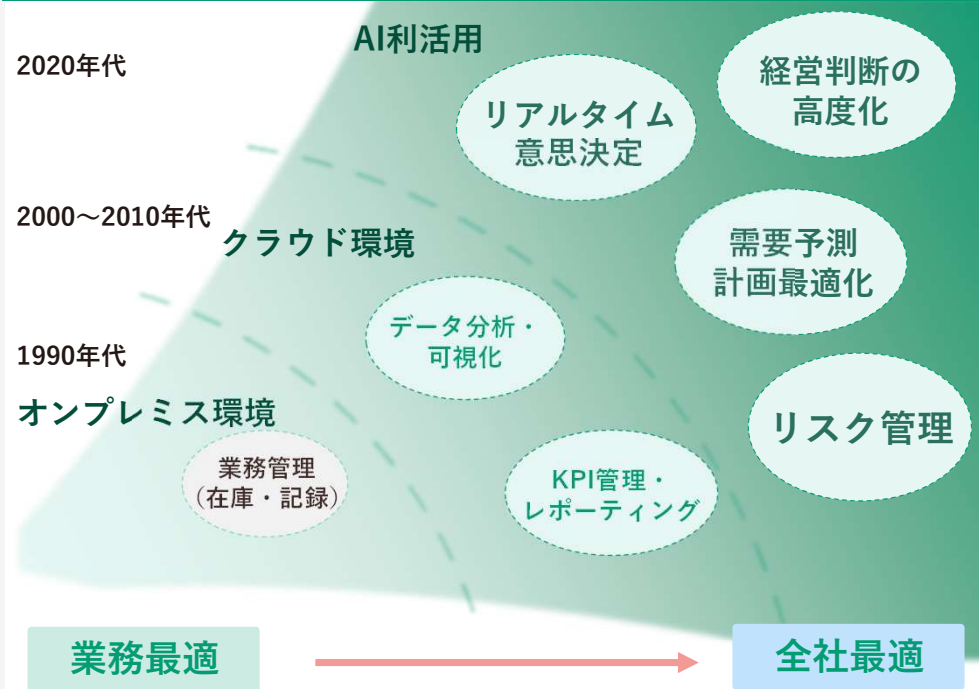 AI利活用
2020年代
経営判断の
高度化
リアルタイム
意思決定
2000～2010年代
クラウド環境
需要予測
計画最適化
データ分析・
可視化
1990年代
オンプレミス環境
リスク管理
業務管理
（在庫・記録）
KPI管理・
レポーティング
業務最適
全社最適